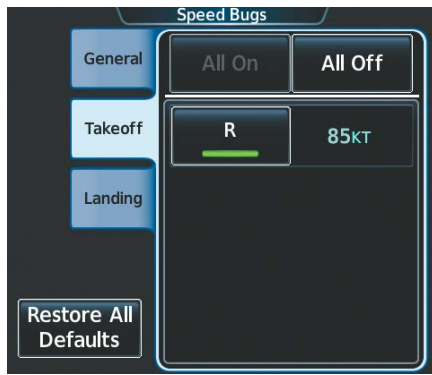 Speed Bugs
General
All On
All Off
Takeoff
R
85KT
Landing
Restore All
Defaults